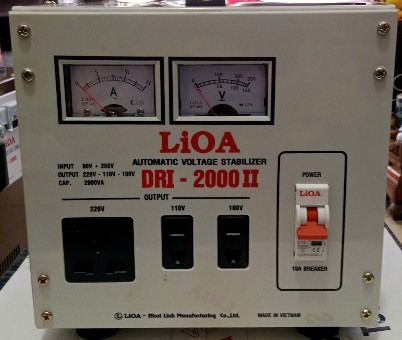 A
V
LiOA
AUTOMATIC VOLTAGE STABILIZER
DRI - 2000 II
INPUT 90V ÷ 250V
OUTPUT 220V - 110V - 100V
CAP. 2000VA
OUTPUT
220V
110V
100V
POWER
LiOA
10A BREAKER
LiOA - Nhat Linh Manufacturing Co.,Ltd.
MADE IN VIETNAM